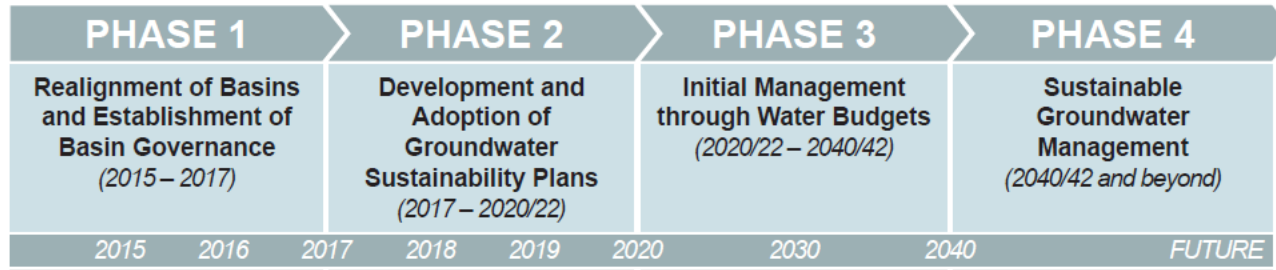 PHASE 1
PHASE 2
PHASE 3
PHASE 4
Realignment of Basins
and Establishment of
Basin Governance
(2015 – 2017)
Development and
Adoption of
Groundwater
Sustainability Plans
(2017 – 2020/22)
Initial Management
through Water Budgets
(2020/22 – 2040/42)
Sustainable
Groundwater
Management
(2040/42 and beyond)
2015 2016 2017 2018 2019 2020 2030 2040 FUTURE